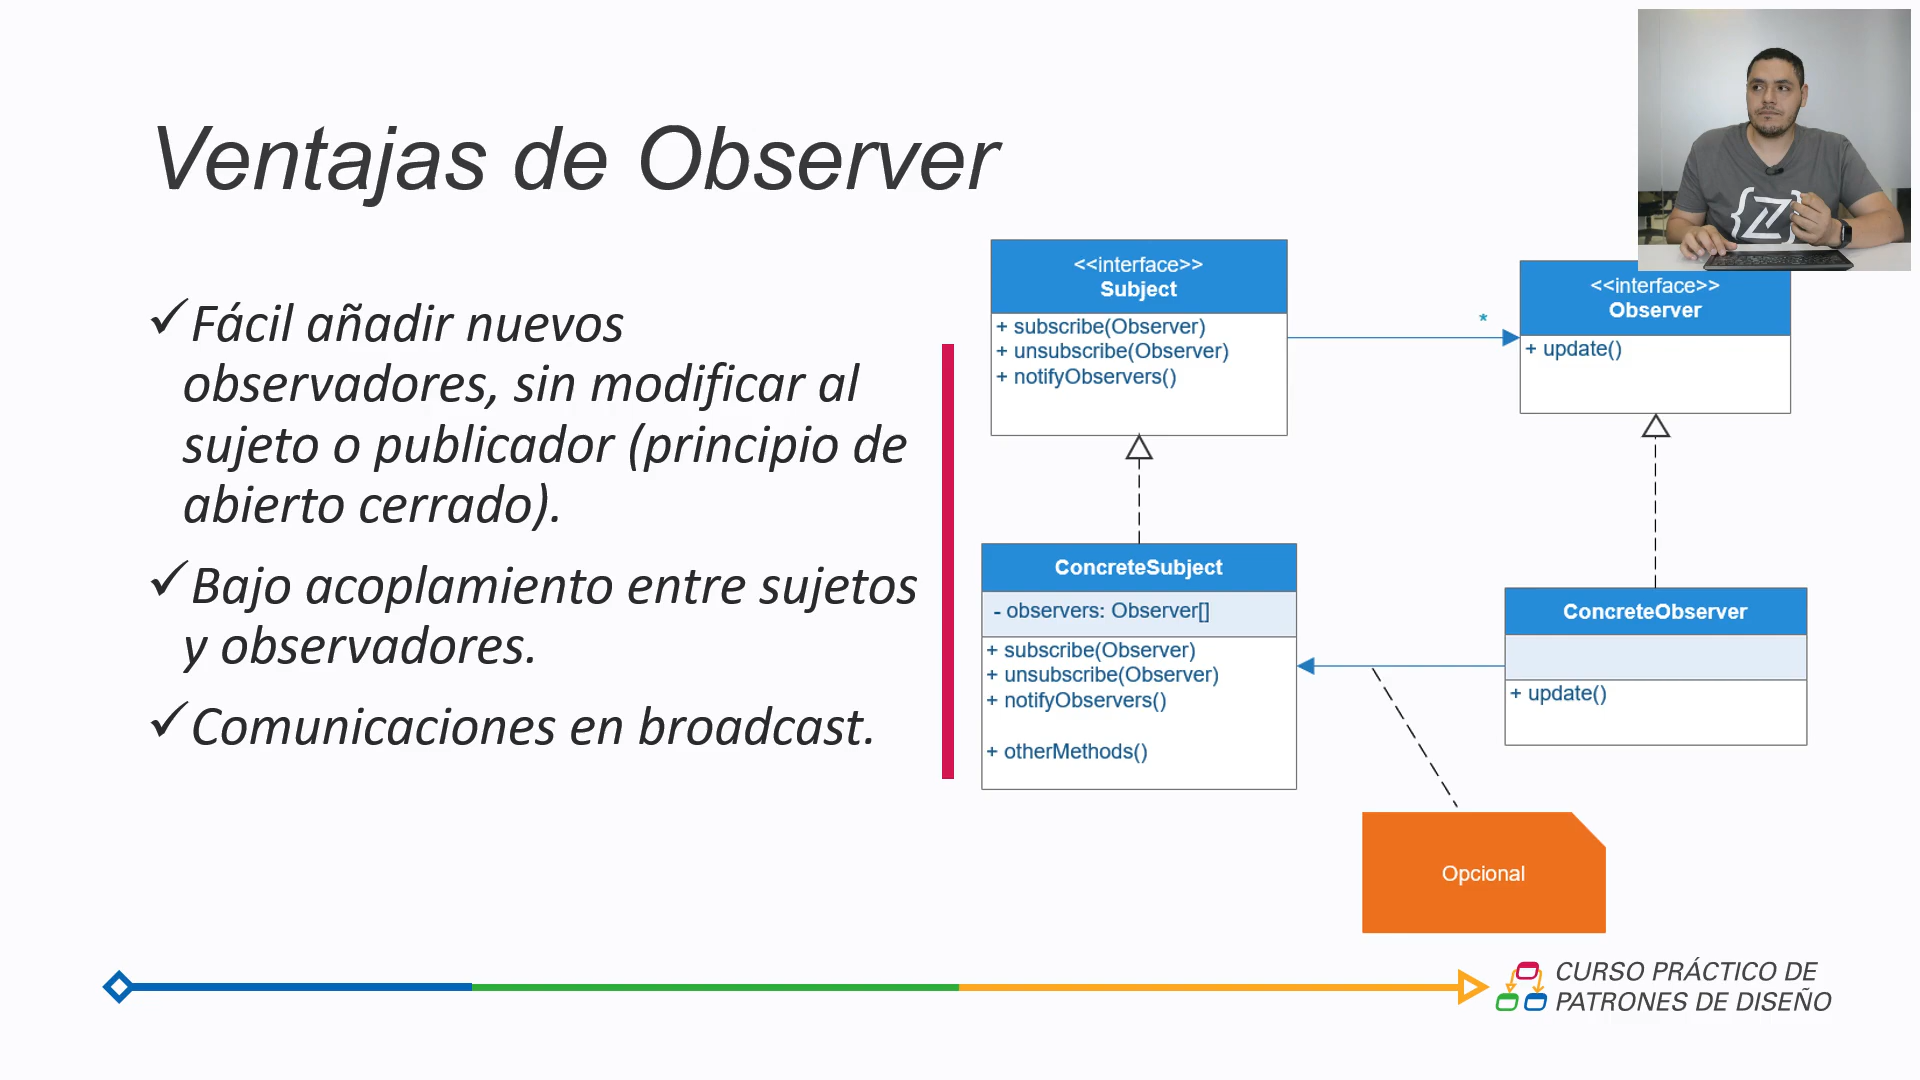 Ventajas de Observer
✓Fácil añadir nuevos
observadores, sin modificar al
sujeto o publicador (principio de
abierto cerrado).
✓Bajo acoplamiento entre sujetos
y observadores.
✓Comunicaciones en broadcast.
<<interface>>
Subject
+ subscribe(Observer)
+ unsubscribe(Observer)
+ notifyObservers()
*
<<interface>>
Observer
+ update()
ConcreteSubject
- observers: Observer[]
+ subscribe(Observer)
+ unsubscribe(Observer)
+ notifyObservers()
+ otherMethods()
ConcreteObserver
+ update()
Opcional
{Z}
CURSO PRÁCTICO DE
PATRONES DE DISEÑO